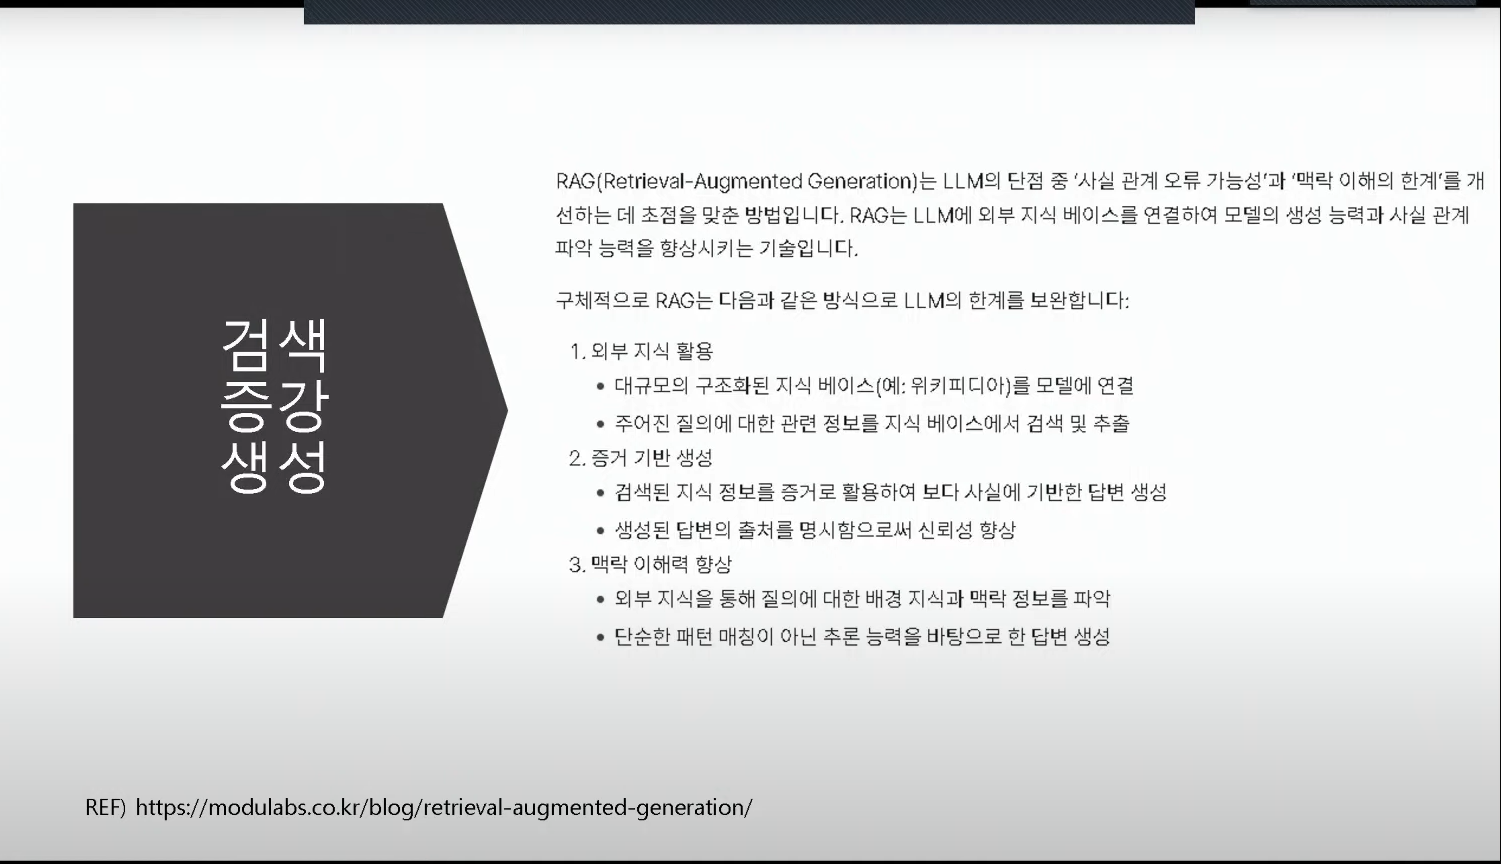 검색
증강
생성
RAG(Retrieval-Augmented Generation)는 LLM의 단점 중 ‘사실 관계 오류 가능성’과 ‘맥락 이해의 한계’를 개
선하는 데 초점을 맞춘 방법입니다. RAG는 LLM에 외부 지식 베이스를 연결하여 모델의 생성 능력과 사실 관계
파악 능력을 향상시키는 기술입니다.
구체적으로 RAG는 다음과 같은 방식으로 LLM의 한계를 보완합니다:
1. 외부 지식 활용
• 대규모의 구조화된 지식 베이스(예: 위키피디아)를 모델에 연결
• 주어진 질의에 대한 관련 정보를 지식 베이스에서 검색 및 추출
2. 증거 기반 생성
• 검색된 지식 정보를 증거로 활용하여 보다 사실에 기반한 답변 생성
• 생성된 답변의 출처를 명시함으로써 신뢰성 향상
3. 맥락 이해력 향상
• 외부 지식을 통해 질의에 대한 배경 지식과 맥락 정보를 파악
• 단순한 패턴 매칭이 아닌 추론 능력을 바탕으로 한 답변 생성
REF) https://modulabs.co.kr/blog/retrieval-augmented-generation/